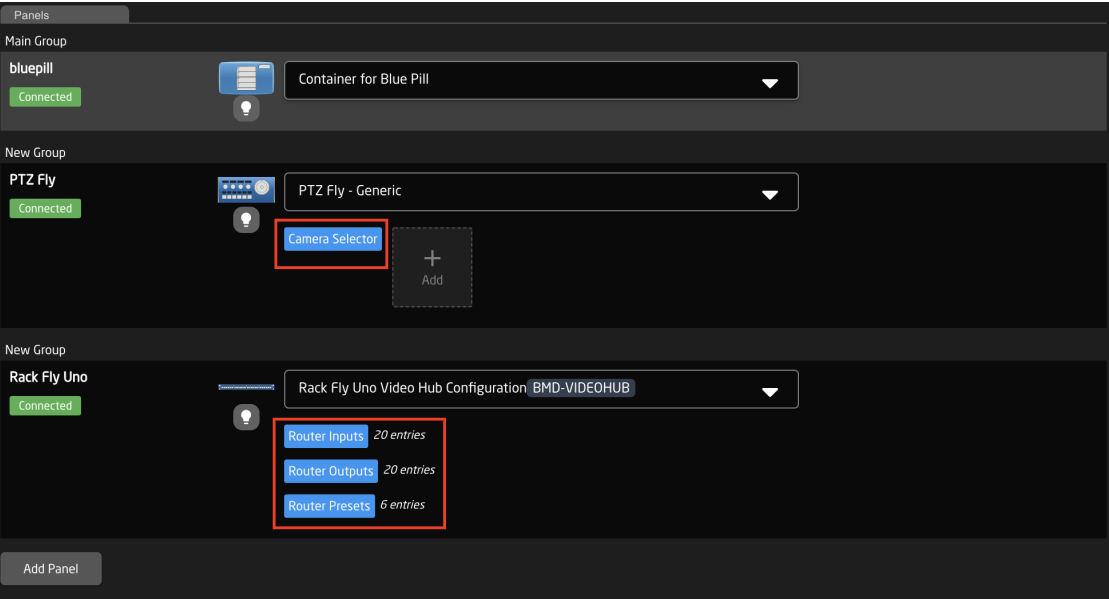 Panels
Main Group
bluepill
Container for Blue Pill
Connected
New Group
PTZ Fly
PTZ Fly - Generic
Connected
Camera Selector
+
Add
New Group
Rack Fly Uno
Rack Fly Uno Video Hub Configuration BMD-VIDEOHUB
Connected
Router Inputs 20 entries
Router Outputs 20 entries
Router Presets 6 entries
Add Panel